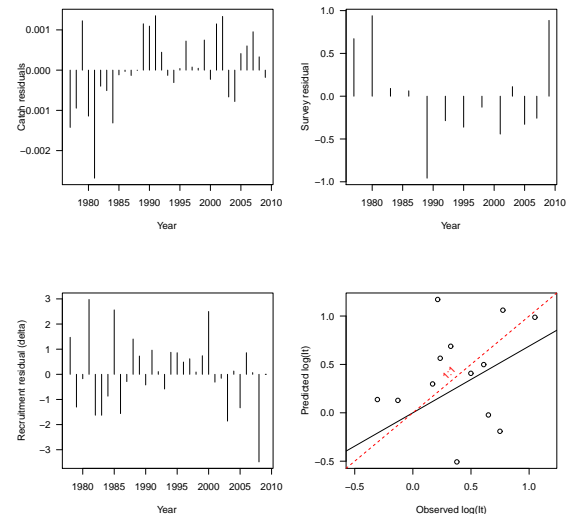 0.001
0.000
−0.001
−0.002
Catch residuals
1980 1985 1990 1995 2000 2005 2010
Year
1.0
0.5
0.0
−0.5
−1.0
Survey residual
1980 1985 1990 1995 2000 2005 2010
Year
3
2
1
0
−1
−2
−3
Recruitment residual (delta)
1980 1985 1990 1995 2000 2005 2010
Year
1.0
0.5
0.0
−0.5
Predicted log(It)
1:1
−0.5 0.0 0.5 1.0
Observed log(It)